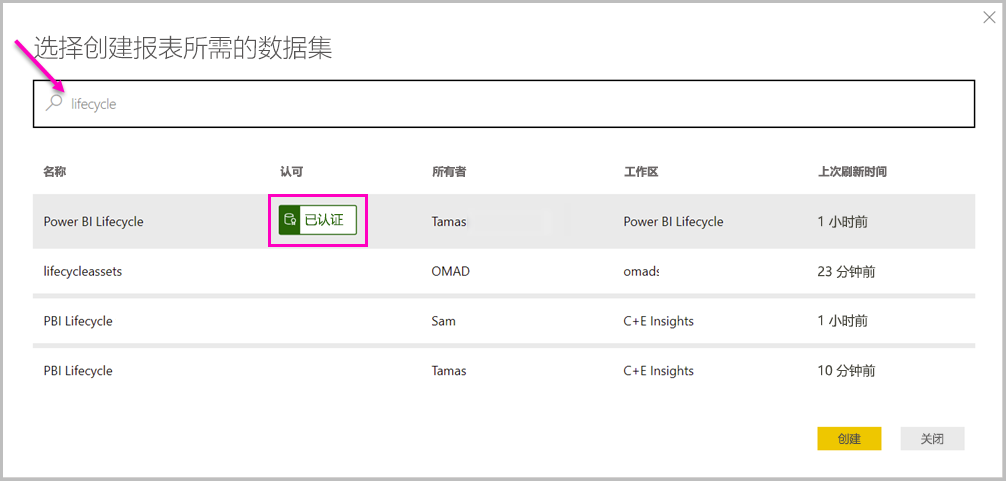 选择创建报表所需的数据集
lifecycle
名称 认可 所有者 工作区 上次刷新时间
Power BI Lifecycle 已认证 Tamas Power BI Lifecycle 1 小时前
lifecycleassets OMAD omads 23 分钟前
PBI Lifecycle Sam C+E Insights 1 小时前
PBI Lifecycle Tamas C+E Insights 10 分钟前
创建 关闭